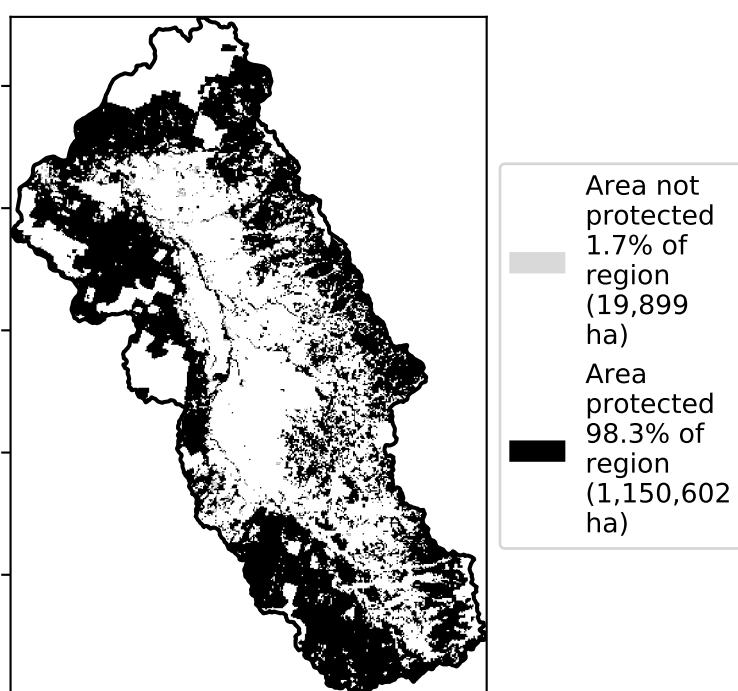 Area not
protected
1.7% of
region
(19,899
ha)
Area
protected
98.3% of
region
(1,150,602
ha)